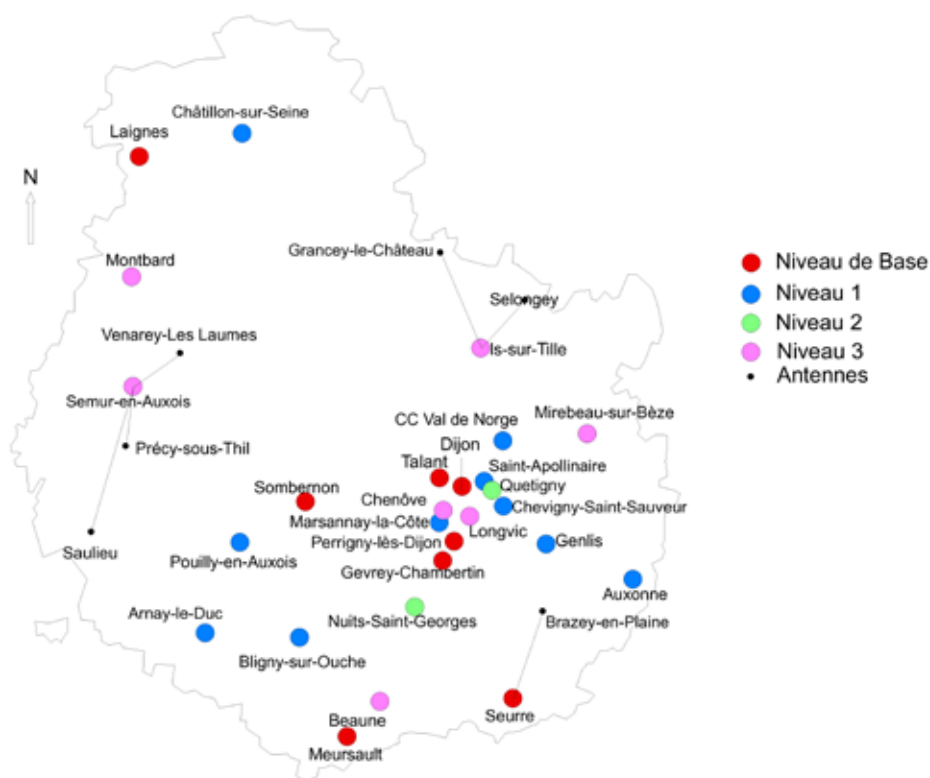 Châtillon-sur-Seine
Laignes
N
Grancey-le-Château
Montbard
Selongey
Venarey-Les Laumes
Is-sur-Tille
Semur-en-Auxois
Mirebeau-sur-Bèze
CC Val de Norge
Dijon
Précy-sous-Thil
Talant
Saint-Apollinaire
Sombernon
Quetigny
Chenôve
Chevigny-Saint-Sauveur
Marsannay-la-Côte
Longvic
Saulieu
Pouilly-en-Auxois
Perrigny-lès-Dijon
Genlis
Gevrey-Chambertin
Auxonne
Arnay-le-Duc
Nuits-Saint-Georges
Brazey-en-Plaine
Bligny-sur-Ouche
Beaune
Seurre
Meursault
Niveau de Base
Niveau 1
Niveau 2
Niveau 3
Antennes